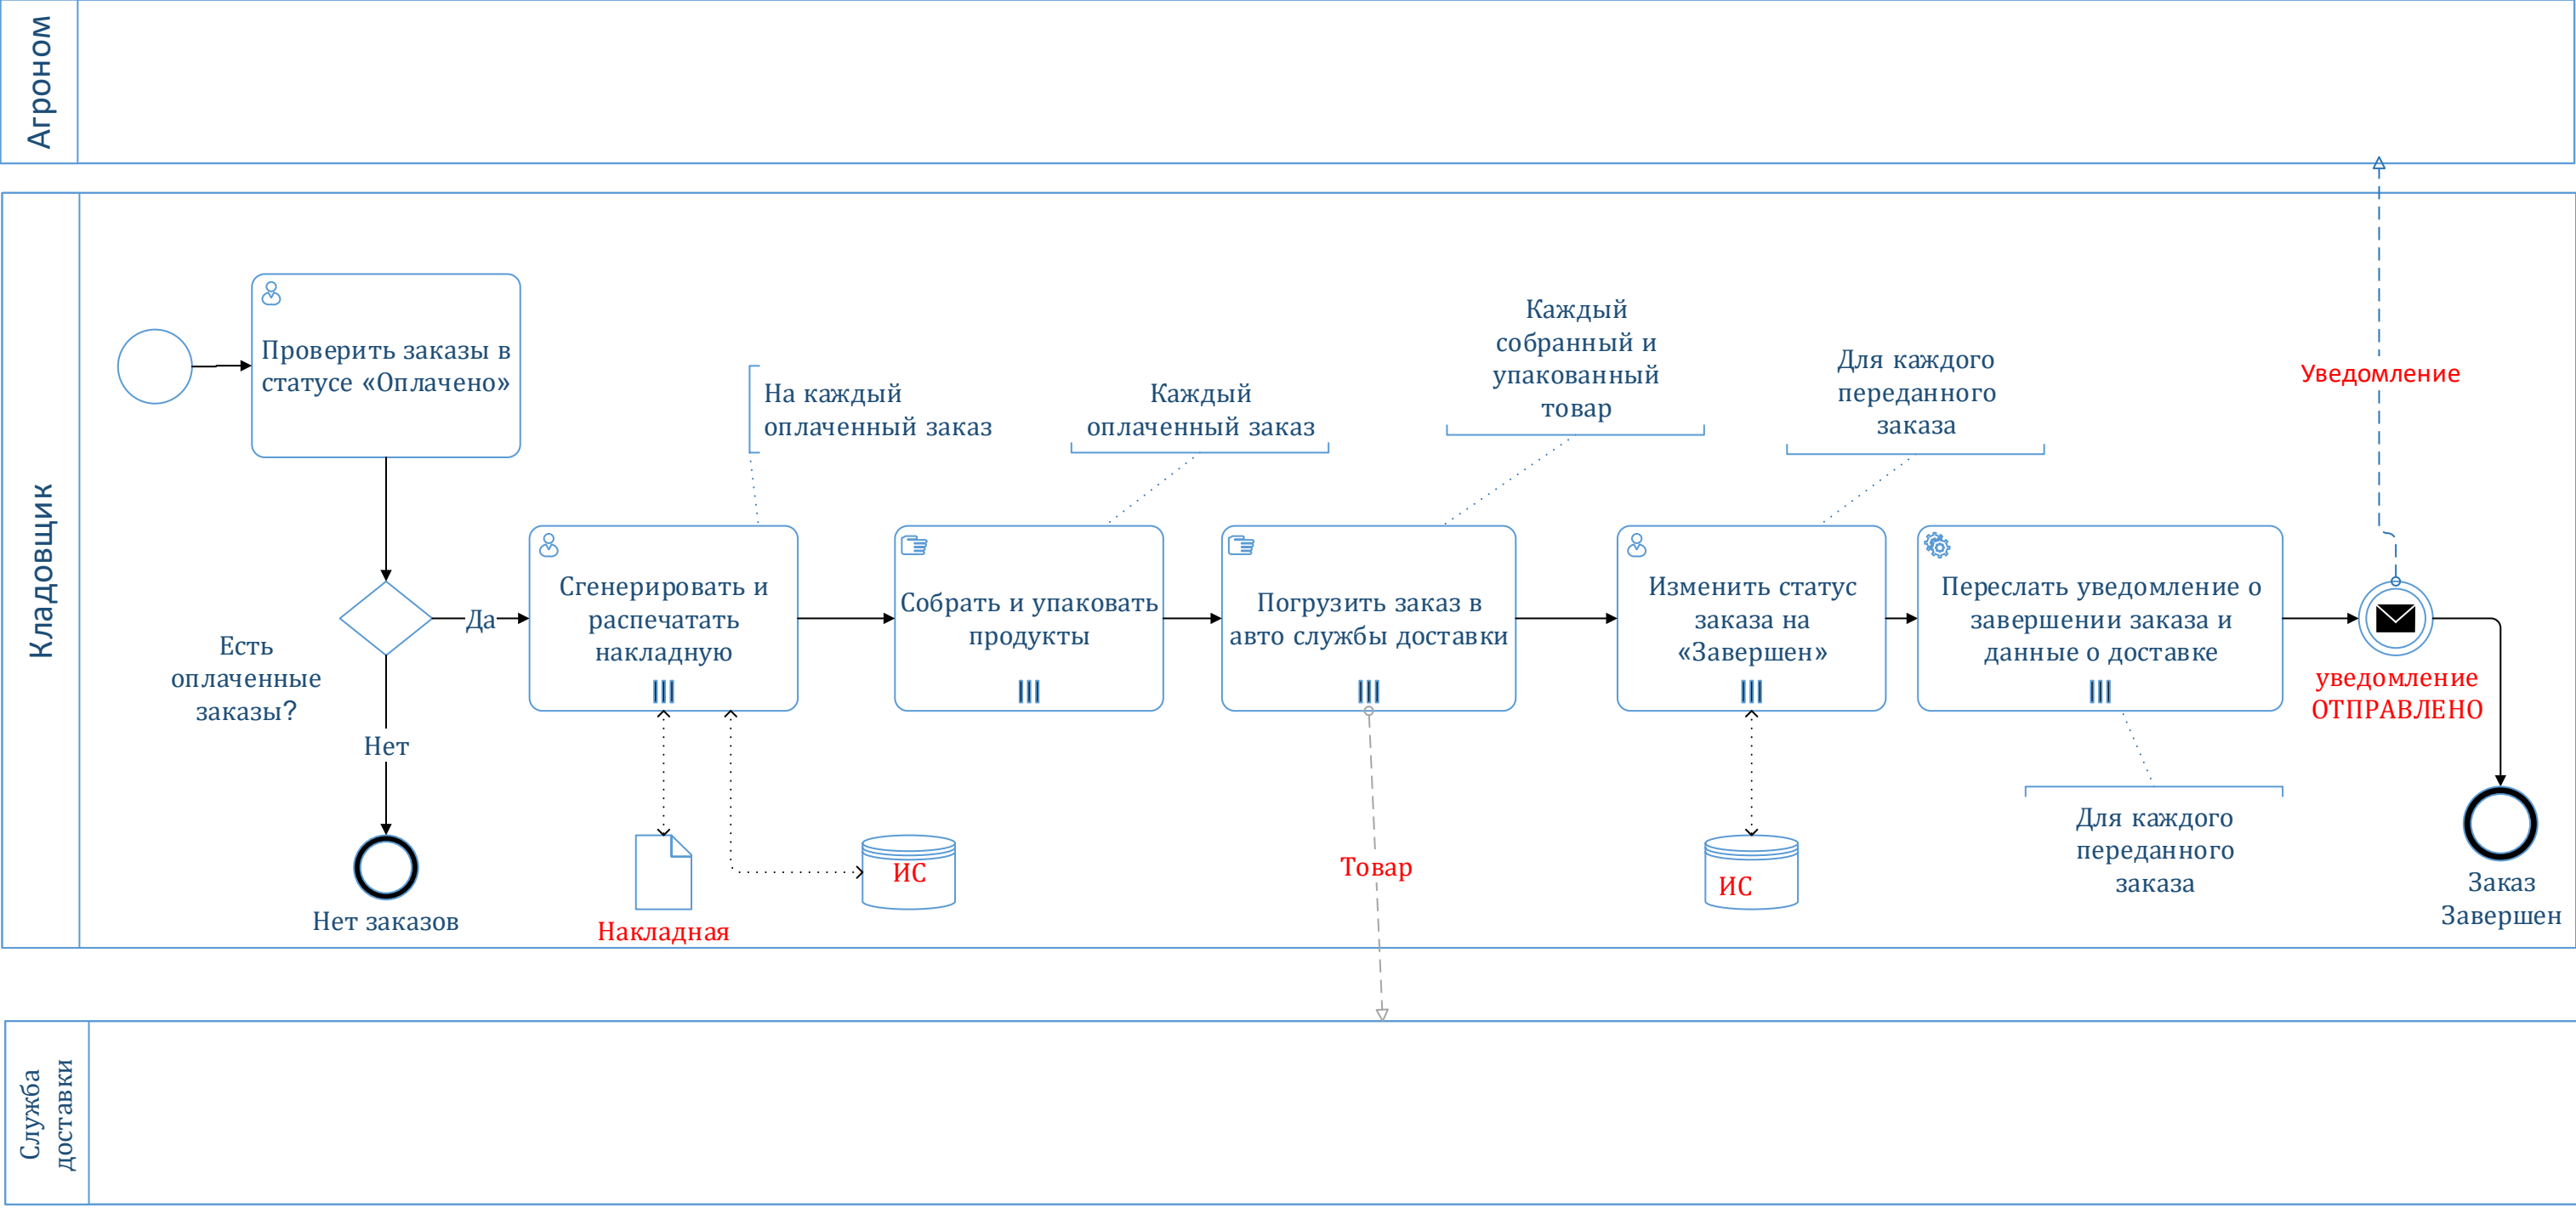 Агроном
Кладовщик
Проверить заказы в
статусе «Оплачено»
Есть
оплаченные
заказы?
Да
Нет
Нет заказов
На каждый
оплаченный заказ
Сгенерировать и
распечатать
накладную
Накладная
ИС
Каждый
оплаченный заказ
Собрать и упаковать
продукты
Каждый
собранный и
упакованный
товар
Погрузить заказ в
авто службы доставки
Товар
Для каждого
переданного
заказа
Изменить статус
заказа на
«Завершен»
ИС
Переслать уведомление о
завершении заказа и
данные о доставке
Для каждого
переданного
заказа
Уведомление
уведомление
ОТПРАВЛЕНО
Заказ
Завершен
Служба
доставки